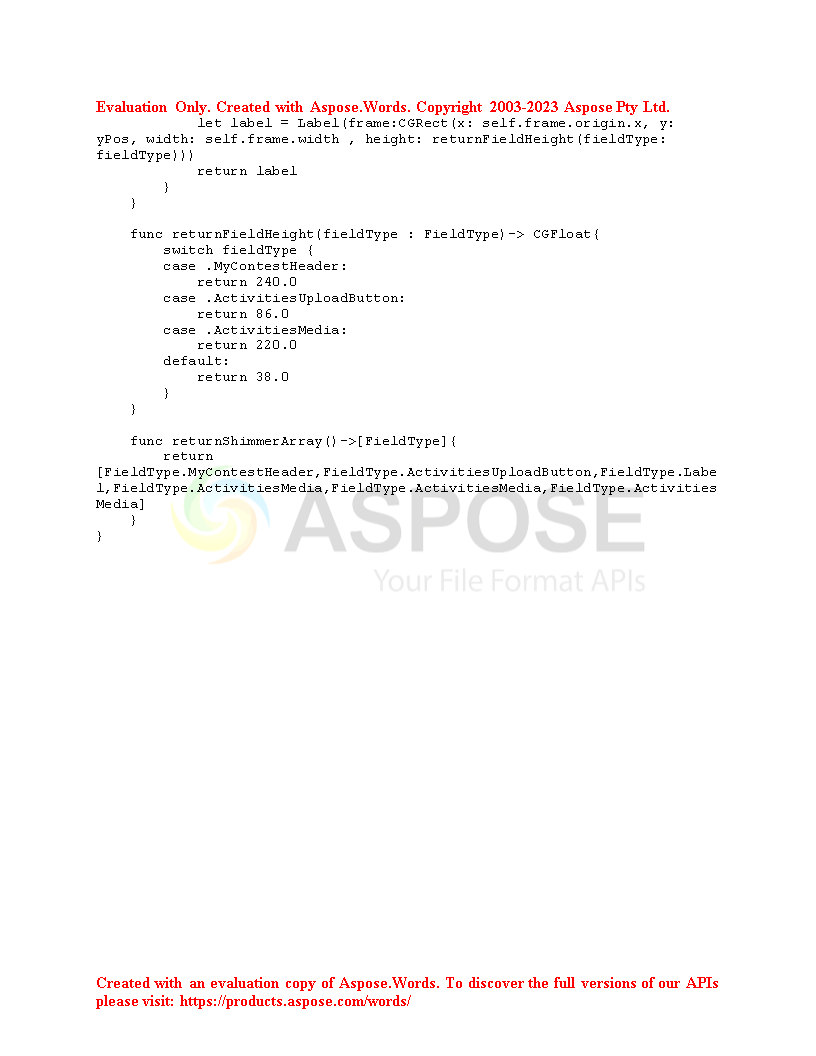 Evaluation Only. Created with Aspose.Words. Copyright 2003-2023 Aspose Pty Ltd.
            let label = Label(frame:CGRect(x: self.frame.origin.x, y:
yPos, width: self.frame.width , height: returnFieldHeight(fieldType:
fieldType)))
            return label
        }
    }

    func returnFieldHeight(fieldType : FieldType)-> CGFloat{
        switch fieldType {
        case .MyContestHeader:
            return 240.0
        case .ActivitiesUploadButton:
            return 86.0
        case .ActivitiesMedia:
            return 220.0
        default:
            return 38.0
        }
    }

    func returnShimmerArray()->[FieldType]{
        return
[FieldType.MyContestHeader,FieldType.ActivitiesUploadButton,FieldType.Labe
l,FieldType.ActivitiesMedia,FieldType.ActivitiesMedia,FieldType.Activities
Media]
    }
}
ASPOSE
Your File Format APIs
Created with an evaluation copy of Aspose.Words. To discover the full versions of our APIs
please visit: https://products.aspose.com/words/